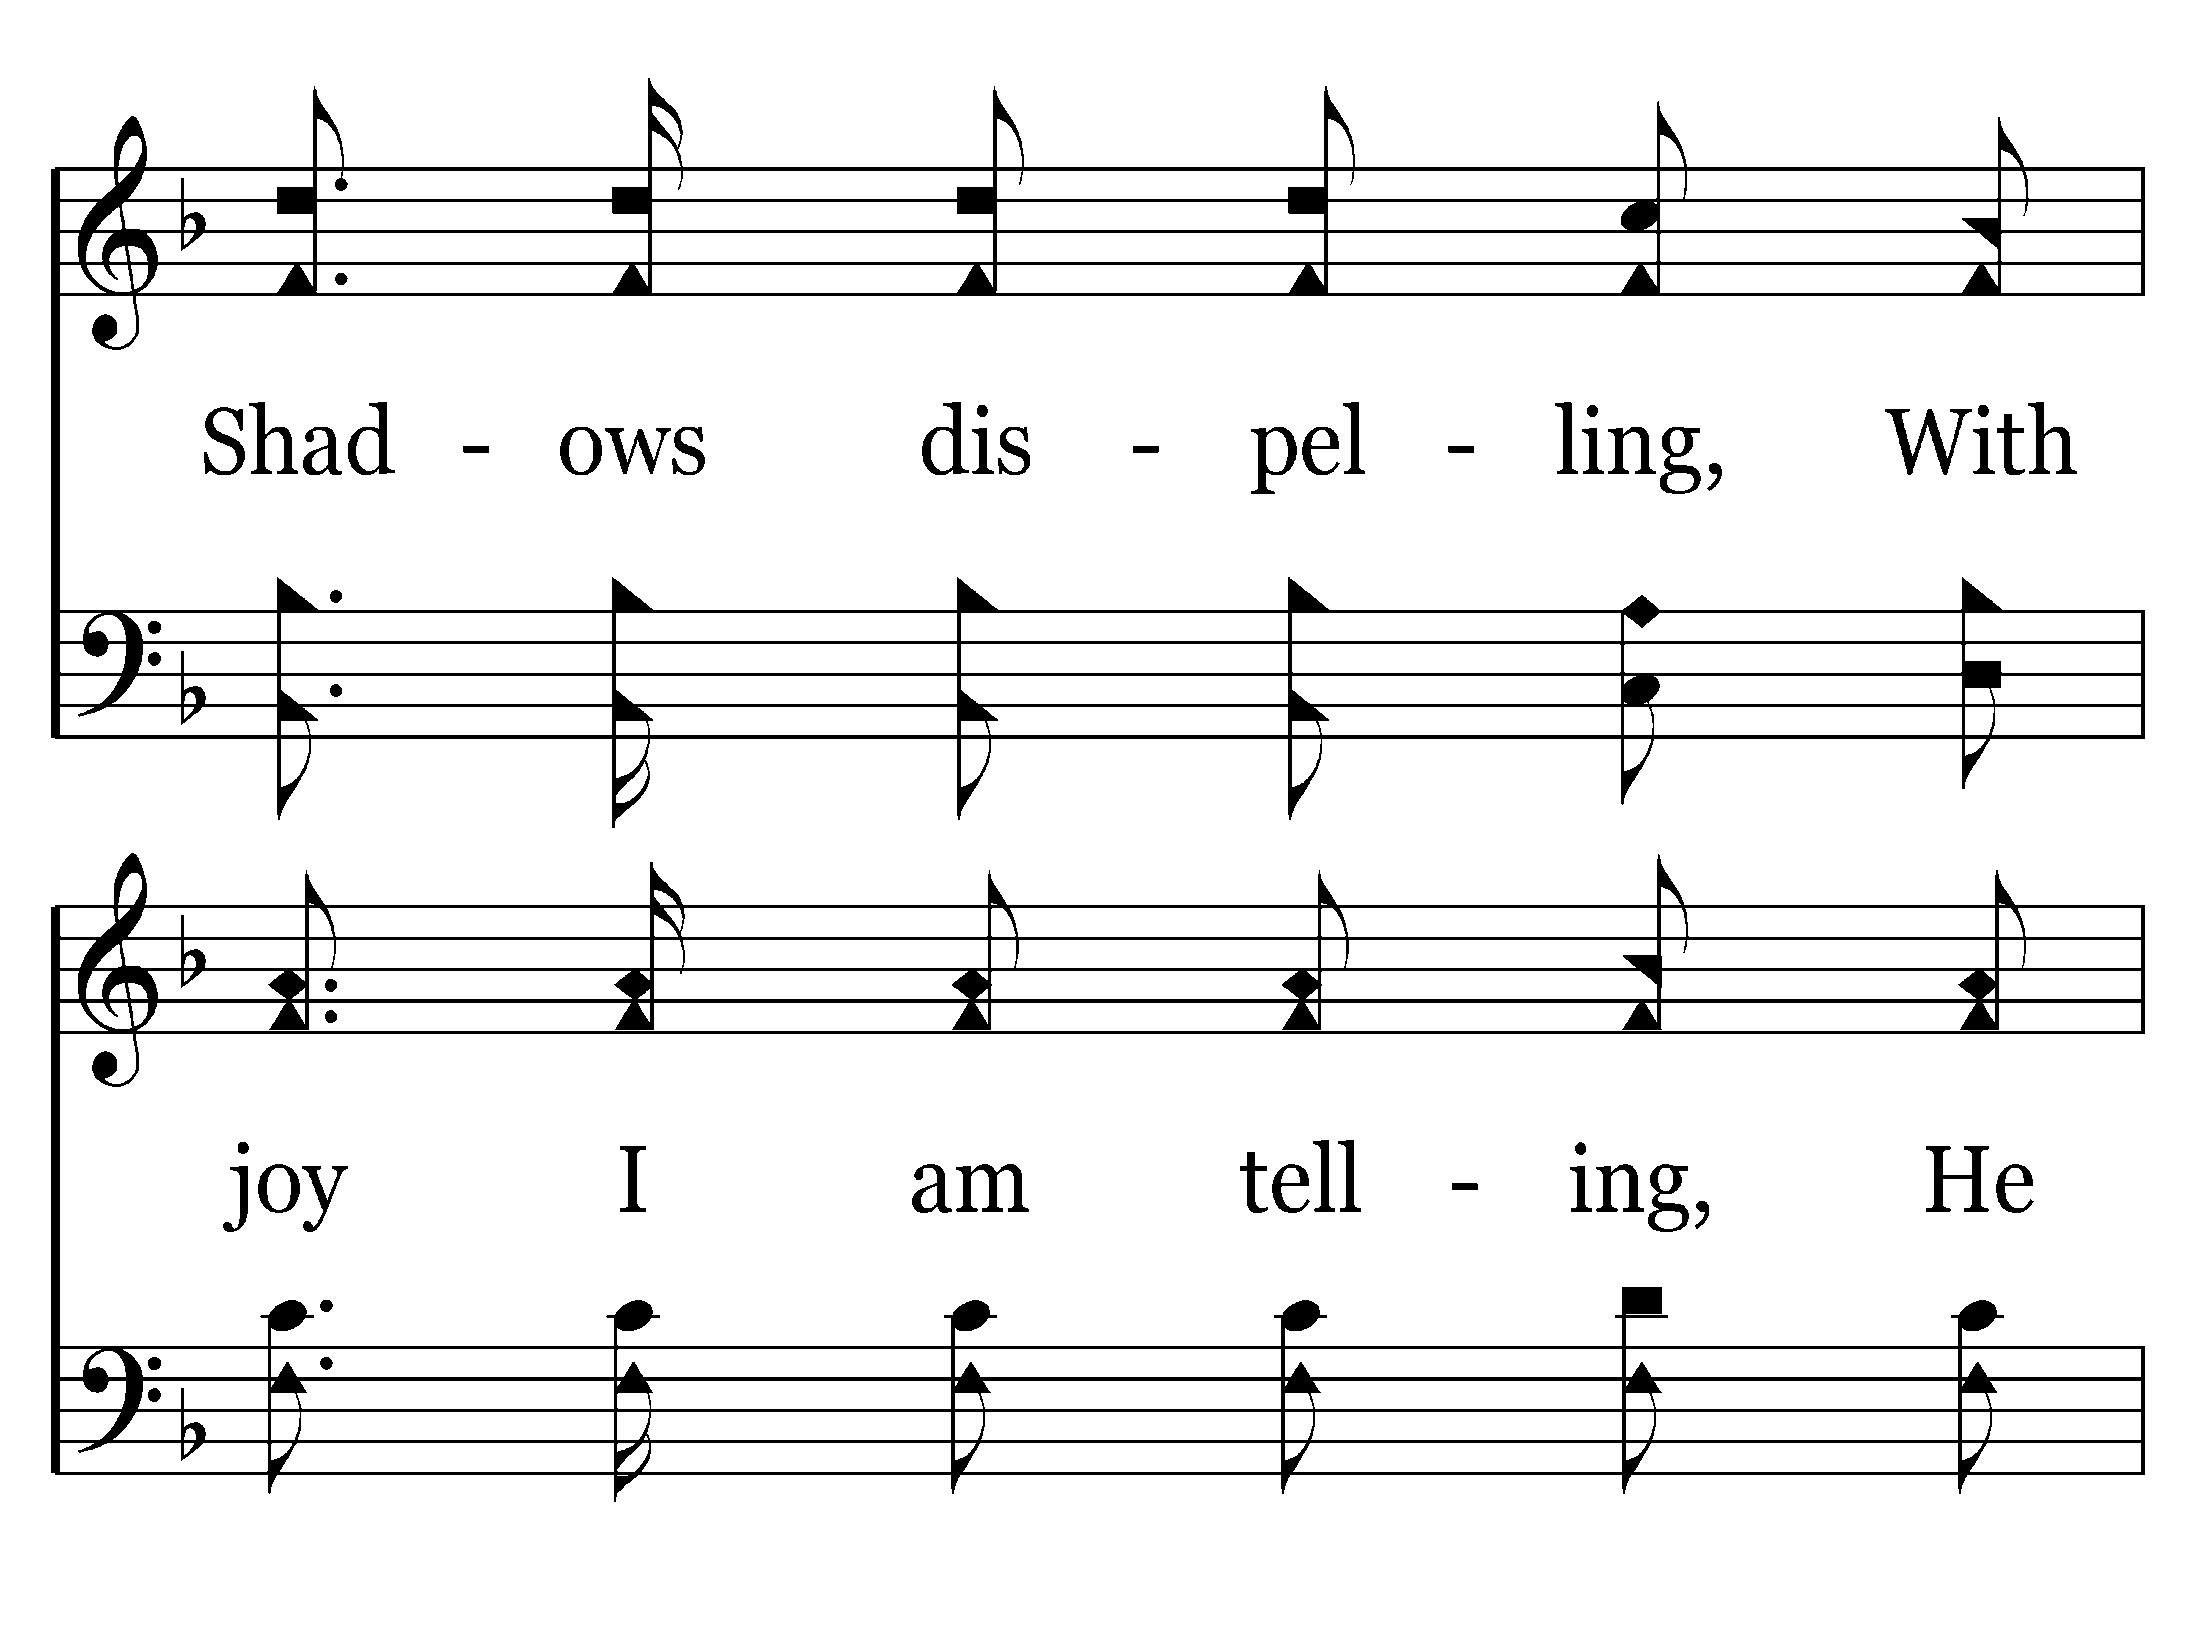 Shad - ows dis - pel - ling, With
joy I am tell - ing, He